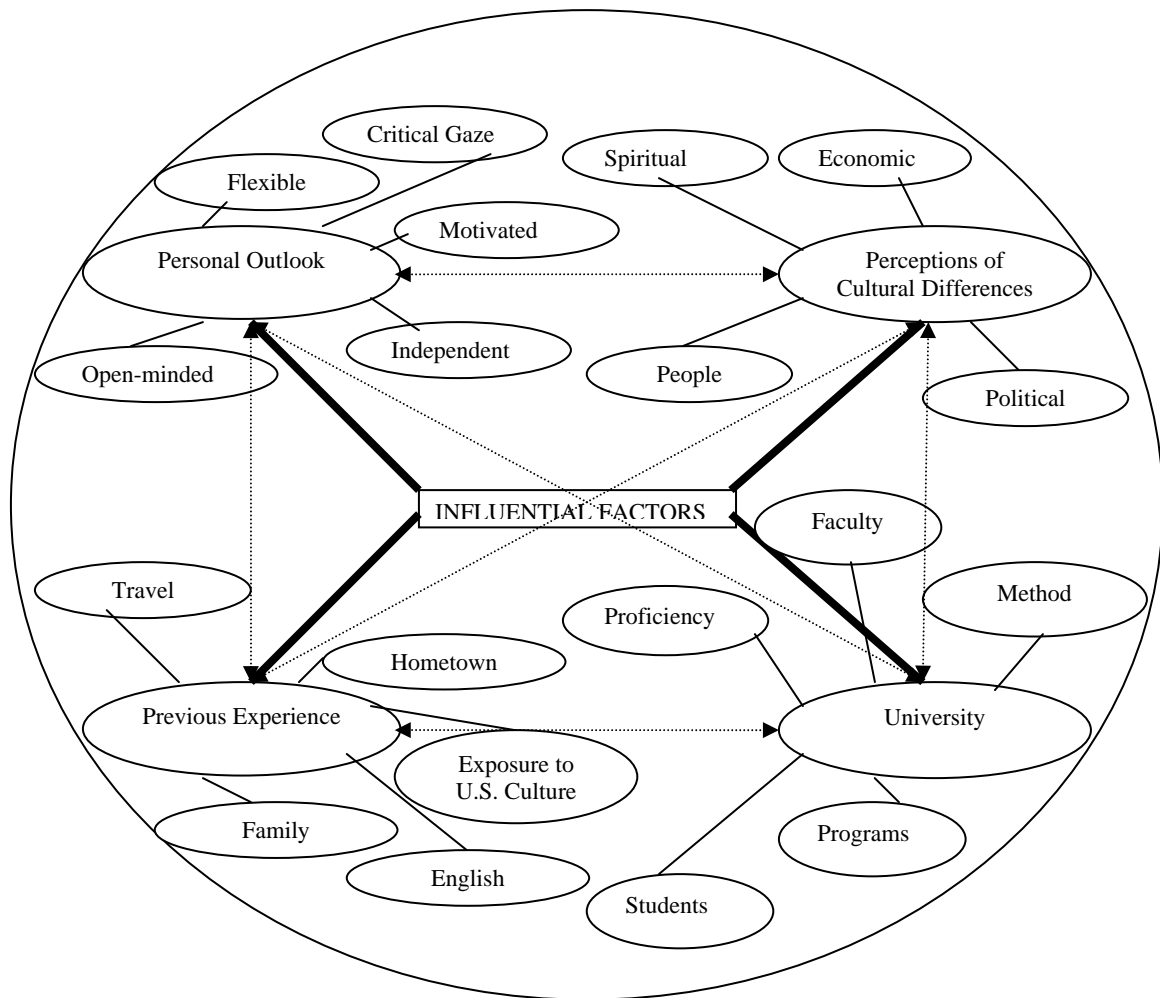 Critical Gaze
Spiritual
Economic
Flexible
Motivated
Personal Outlook
Perceptions of
Cultural Differences
Independent
Open-minded
People
Political
INFLUENTIAL FACTORS
Faculty
Travel
Proficiency
Method
Hometown
Previous Experience
University
Exposure to
U.S. Culture
Family
Programs
English
Students